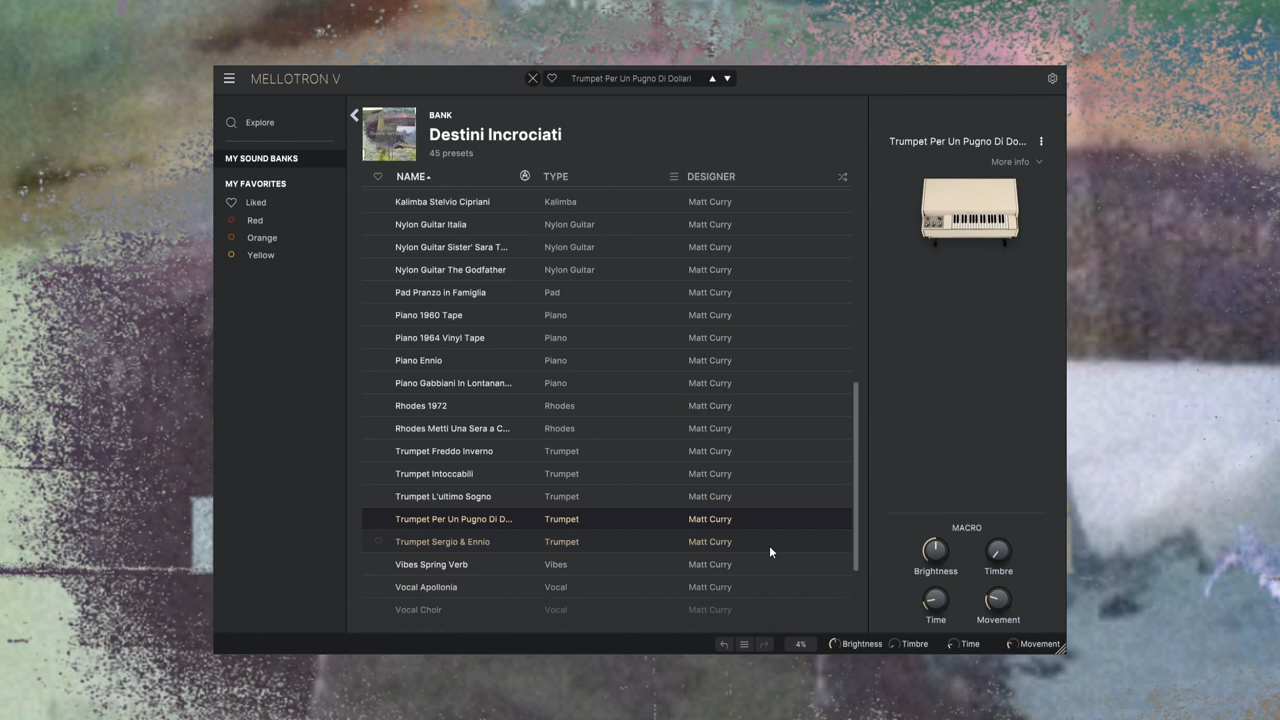 MELLOTRON V
Trumpet Per Un Pugno Di Dollari
Explore
MY SOUND BANKS
MY FAVORITES
Liked
Red
Orange
Yellow
BANK
Destini Incrociati
45 presets
NAME TYPE DESIGNER
Kalimba Stelvio Cipriani Kalimba Matt Curry
Nylon Guitar Italia Nylon Guitar Matt Curry
Nylon Guitar Sister' Sara T... Nylon Guitar Matt Curry
Nylon Guitar The Godfather Nylon Guitar Matt Curry
Pad Pranzo in Famiglia Pad Matt Curry
Piano 1960 Tape Piano Matt Curry
Piano 1964 Vinyl Tape Piano Matt Curry
Piano Ennio Piano Matt Curry
Piano Gabbiani In Lontanan... Piano Matt Curry
Rhodes 1972 Rhodes Matt Curry
Rhodes Metti Una Sera a C... Rhodes Matt Curry
Trumpet Freddo Inverno Trumpet Matt Curry
Trumpet Intoccabili Trumpet Matt Curry
Trumpet L'ultimo Sogno Trumpet Matt Curry
Trumpet Per Un Pugno Di D... Trumpet Matt Curry
Trumpet Sergio & Ennio Trumpet Matt Curry
Vibes Spring Verb Vibes Matt Curry
Vocal Apollonia Vocal Matt Curry
Vocal Choir Vocal Matt Curry
Trumpet Per Un Pugno Di Do...
More info
MACRO
Brightness Timbre
Time Movement
4% Brightness Timbre Time Movement